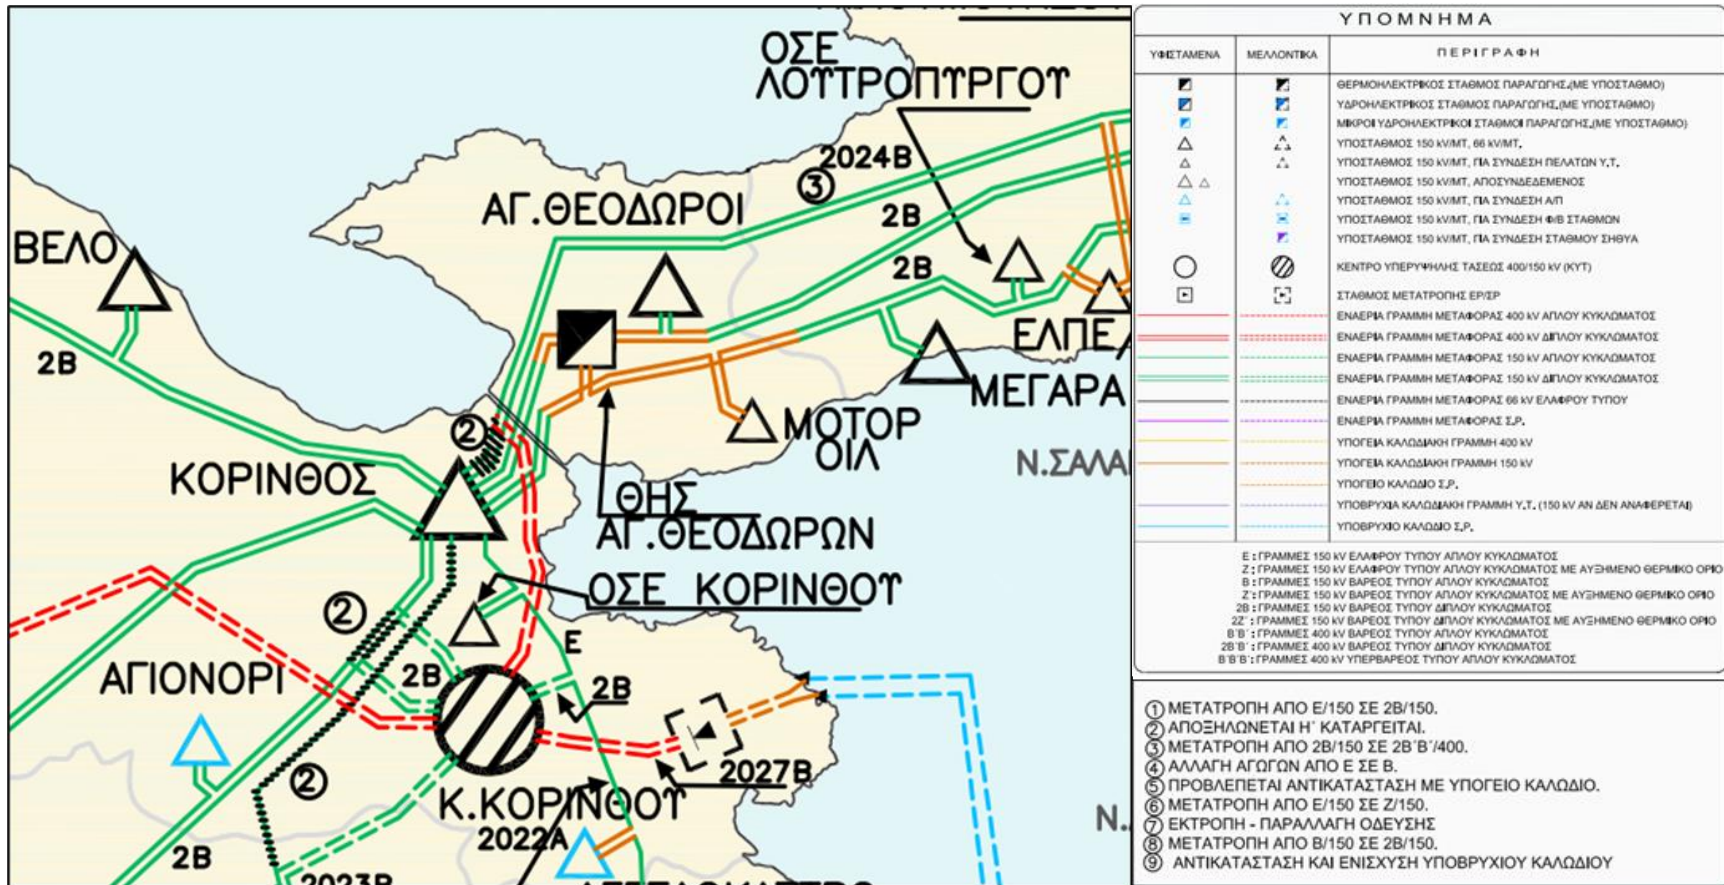 ΟΣΕ
ΛΟΥΤΡΟΠΥΡΓΟΥ
2024Β
③
ΑΓ.ΘΕΟΔΩΡΟΙ
2Β
ΒΕΛΟ
2Β
ΕΛΠΕ
2Β
ΜΕΓΑΡΑ
ΜΟΤΟΡ
ΟΙΛ
②
Ν.ΣΑΛΑ
ΚΟΡΙΝΘΟΣ
ΘΗΣ
ΑΓ.ΘΕΟΔΩΡΩΝ
ΟΣΕ ΚΟΡΙΝΘΟΥ
②
Ε
ΑΓΙΟΝΟΡΙ
2Β
2Β
2027Β
②
Κ.ΚΟΡΙΝΘΟΥ
2022Α
Ν.
2Β
2023Β
ΥΠΟΜΝΗΜΑ
ΥΦΙΣΤΑΜΕΝΑ ΜΕΛΛΟΝΤΙΚΑ ΠΕΡΙΓΡΑΦΗ
ΘΕΡΜΟΗΛΕΚΤΡΙΚΟΣ ΣΤΑΘΜΟΣ ΠΑΡΑΓΩΓΗΣ,(ΜΕ ΥΠΟΣΤΑΘΜΟ)
ΥΔΡΟΗΛΕΚΤΡΙΚΟΣ ΣΤΑΘΜΟΣ ΠΑΡΑΓΩΓΗΣ,(ΜΕ ΥΠΟΣΤΑΘΜΟ)
ΜΙΚΡΟΙ ΥΔΡΟΗΛΕΚΤΡΙΚΟΙ ΣΤΑΘΜΟΙ ΠΑΡΑΓΩΓΗΣ,(ΜΕ ΥΠΟΣΤΑΘΜΟ)
ΥΠΟΣΤΑΘΜΟΣ 150 kV/ΜΤ, 66 kV/ΜΤ.
ΥΠΟΣΤΑΘΜΟΣ 150 kV/ΜΤ, ΓΙΑ ΣΥΝΔΕΣΗ ΠΕΛΑΤΩΝ Υ.Τ.
ΥΠΟΣΤΑΘΜΟΣ 150 kV/ΜΤ, ΑΠΟΣΥΝΔΕΔΕΜΕΝΟΣ
ΥΠΟΣΤΑΘΜΟΣ 150 kV/ΜΤ, ΓΙΑ ΣΥΝΔΕΣΗ Α/Π
ΥΠΟΣΤΑΘΜΟΣ 150 kV/ΜΤ, ΓΙΑ ΣΥΝΔΕΣΗ Φ/Β ΣΤΑΘΜΩΝ
ΥΠΟΣΤΑΘΜΟΣ 150 kV/ΜΤ, ΓΙΑ ΣΥΝΔΕΣΗ ΣΤΑΘΜΟΥ ΣΗΘΥΑ
ΚΕΝΤΡΟ ΥΠΕΡΥΨΗΛΗΣ ΤΑΣΕΩΣ 400/150 kV (ΚΥΤ)
ΣΤΑΘΜΟΣ ΜΕΤΑΤΡΟΠΗΣ ΕΡ/ΣΡ
ΕΝΑΕΡΙΑ ΓΡΑΜΜΗ ΜΕΤΑΦΟΡΑΣ 400 kV ΑΠΛΟΥ ΚΥΚΛΩΜΑΤΟΣ
ΕΝΑΕΡΙΑ ΓΡΑΜΜΗ ΜΕΤΑΦΟΡΑΣ 400 kV ΔΙΠΛΟΥ ΚΥΚΛΩΜΑΤΟΣ
ΕΝΑΕΡΙΑ ΓΡΑΜΜΗ ΜΕΤΑΦΟΡΑΣ 150 kV ΑΠΛΟΥ ΚΥΚΛΩΜΑΤΟΣ
ΕΝΑΕΡΙΑ ΓΡΑΜΜΗ ΜΕΤΑΦΟΡΑΣ 150 kV ΔΙΠΛΟΥ ΚΥΚΛΩΜΑΤΟΣ
ΕΝΑΕΡΙΑ ΓΡΑΜΜΗ ΜΕΤΑΦΟΡΑΣ 66 kV ΕΛΑΦΡΟΥ ΤΥΠΟΥ
ΕΝΑΕΡΙΑ ΓΡΑΜΜΗ ΜΕΤΑΦΟΡΑΣ Σ.Ρ.
ΥΠΟΓΕΙΑ ΚΑΛΩΔΙΑΚΗ ΓΡΑΜΜΗ 400 kV
ΥΠΟΓΕΙΑ ΚΑΛΩΔΙΑΚΗ ΓΡΑΜΜΗ 150 kV
ΥΠΟΓΕΙΟ ΚΑΛΩΔΙΟ Σ.Ρ.
ΥΠΟΒΡΥΧΙΑ ΚΑΛΩΔΙΑΚΗ ΓΡΑΜΜΗ Υ.Τ. (150 kV ΑΝ ΔΕΝ ΑΝΑΦΕΡΕΤΑΙ)
ΥΠΟΒΡΥΧΙΟ ΚΑΛΩΔΙΟ Σ.Ρ.
Ε : ΓΡΑΜΜΕΣ 150 kV ΕΛΑΦΡΟΥ ΤΥΠΟΥ ΑΠΛΟΥ ΚΥΚΛΩΜΑΤΟΣ
Ζ : ΓΡΑΜΜΕΣ 150 kV ΕΛΑΦΡΟΥ ΤΥΠΟΥ ΑΠΛΟΥ ΚΥΚΛΩΜΑΤΟΣ ΜΕ ΑΥΞΗΜΕΝΟ ΘΕΡΜΙΚΟ ΟΡΙΟ
Β : ΓΡΑΜΜΕΣ 150 kV ΒΑΡΕΟΣ ΤΥΠΟΥ ΑΠΛΟΥ ΚΥΚΛΩΜΑΤΟΣ
Ζ΄: ΓΡΑΜΜΕΣ 150 kV ΒΑΡΕΟΣ ΤΥΠΟΥ ΑΠΛΟΥ ΚΥΚΛΩΜΑΤΟΣ ΜΕ ΑΥΞΗΜΕΝΟ ΘΕΡΜΙΚΟ ΟΡΙΟ
2Β : ΓΡΑΜΜΕΣ 150 kV ΒΑΡΕΟΣ ΤΥΠΟΥ ΔΙΠΛΟΥ ΚΥΚΛΩΜΑΤΟΣ
2Ζ΄: ΓΡΑΜΜΕΣ 150 kV ΒΑΡΕΟΣ ΤΥΠΟΥ ΔΙΠΛΟΥ ΚΥΚΛΩΜΑΤΟΣ ΜΕ ΑΥΞΗΜΕΝΟ ΘΕΡΜΙΚΟ ΟΡΙΟ
Β΄Β΄: ΓΡΑΜΜΕΣ 400 kV ΒΑΡΕΟΣ ΤΥΠΟΥ ΑΠΛΟΥ ΚΥΚΛΩΜΑΤΟΣ
2Β΄Β΄: ΓΡΑΜΜΕΣ 400 kV ΒΑΡΕΟΣ ΤΥΠΟΥ ΔΙΠΛΟΥ ΚΥΚΛΩΜΑΤΟΣ
Β΄Β΄Β΄: ΓΡΑΜΜΕΣ 400 kV ΥΠΕΡΒΑΡΕΟΣ ΤΥΠΟΥ ΑΠΛΟΥ ΚΥΚΛΩΜΑΤΟΣ
① ΜΕΤΑΤΡΟΠΗ ΑΠΟ Ε/150 ΣΕ 2Β/150.
② ΑΠΟΞΗΛΩΝΕΤΑΙ Η΄ ΚΑΤΑΡΓΕΙΤΑΙ.
③ ΜΕΤΑΤΡΟΠΗ ΑΠΟ 2Β/150 ΣΕ 2Β΄Β΄/400.
④ ΑΛΛΑΓΗ ΑΓΩΓΩΝ ΑΠΟ Ε ΣΕ Β.
⑤ ΠΡΟΒΛΕΠΕΤΑΙ ΑΝΤΙΚΑΤΑΣΤΑΣΗ ΜΕ ΥΠΟΓΕΙΟ ΚΑΛΩΔΙΟ.
⑥ ΜΕΤΑΤΡΟΠΗ ΑΠΟ Ε/150 ΣΕ Ζ/150.
⑦ ΕΚΤΡΟΠΗ - ΠΑΡΑΛΛΑΓΗ ΟΔΕΥΣΗΣ
⑧ ΜΕΤΑΤΡΟΠΗ ΑΠΟ Β/150 ΣΕ 2Β/150.
⑨ ΑΝΤΙΚΑΤΑΣΤΑΣΗ ΚΑΙ ΕΝΙΣΧΥΣΗ ΥΠΟΒΡΥΧΙΟΥ ΚΑΛΩΔΙΟΥ